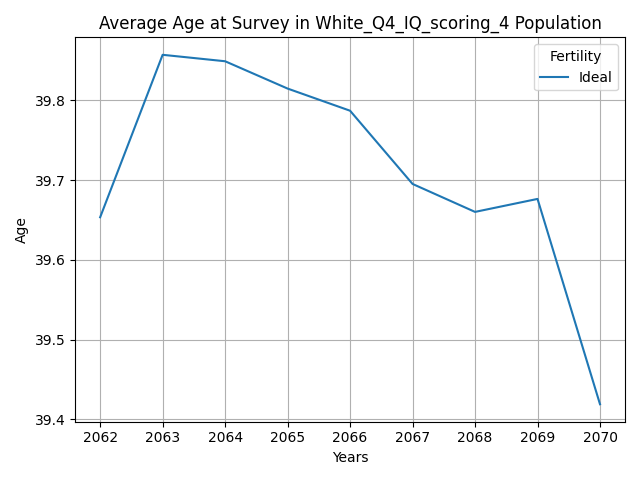 Average Age at Survey in White_Q4_IQ_scoring_4 Population
Fertility
Ideal
39.8
39.7
39.6
39.5
39.4
Age
2062 2063 2064 2065 2066 2067 2068 2069 2070
Years